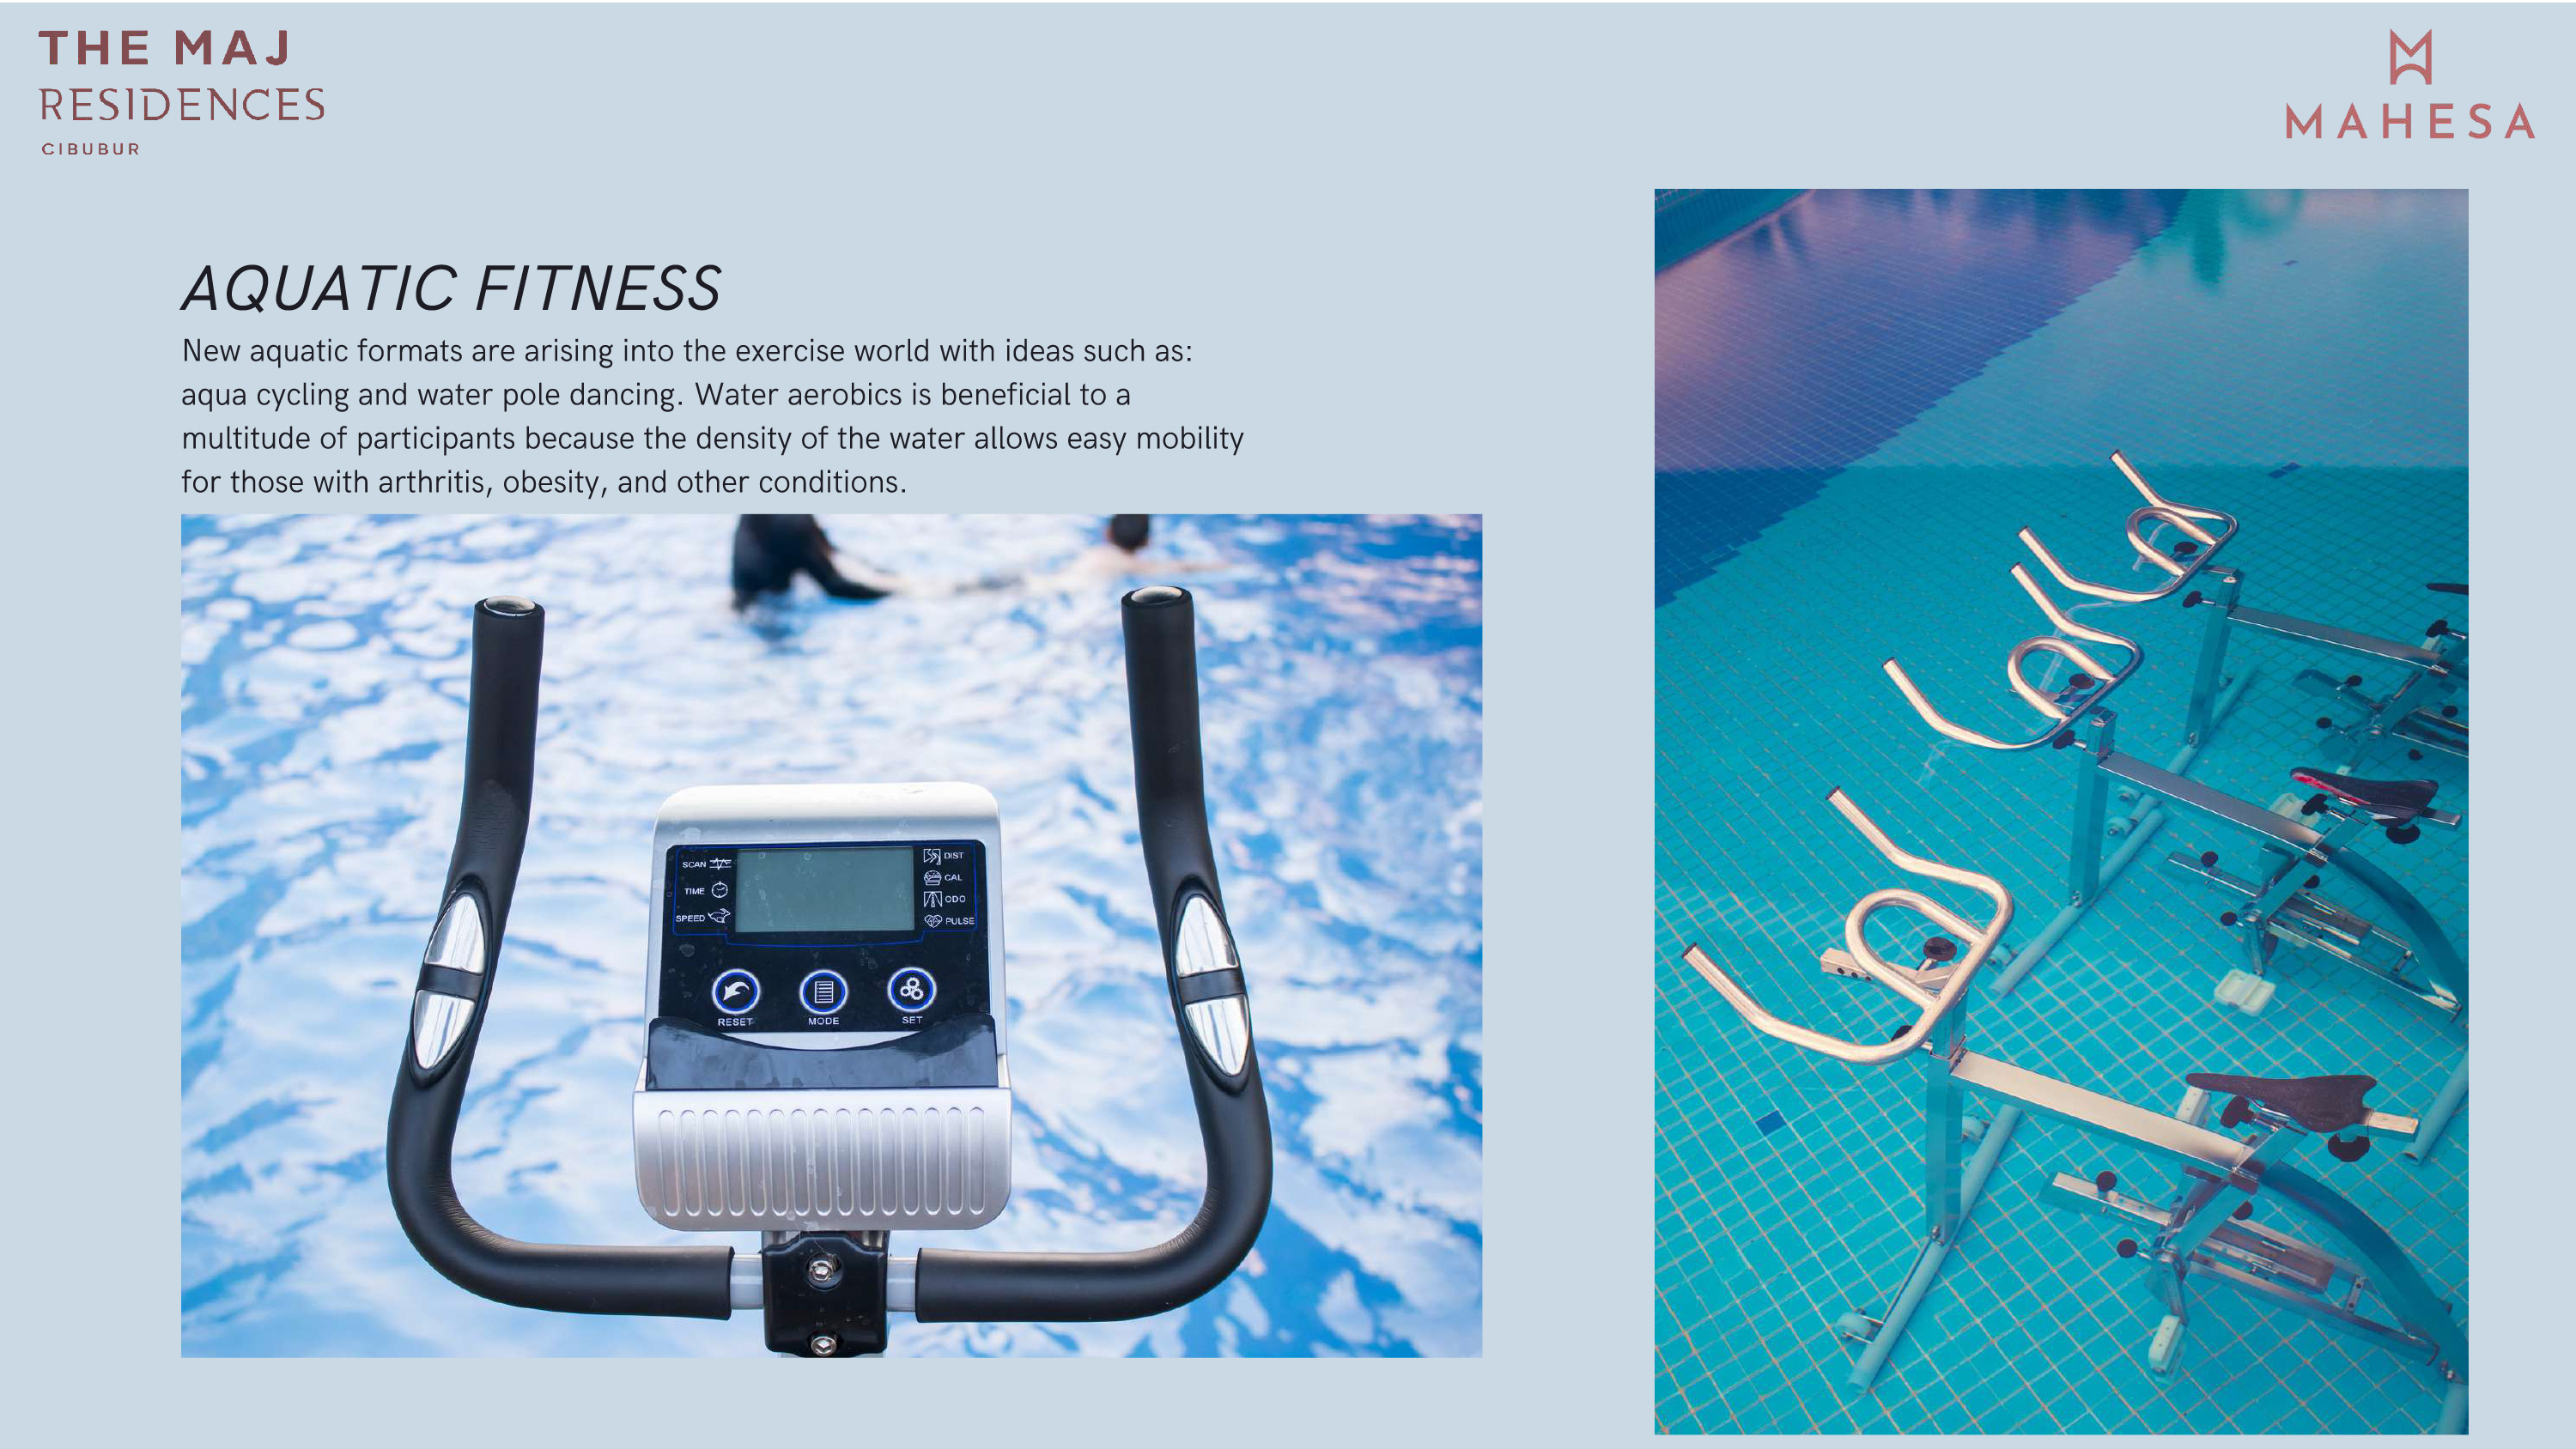 THE MAJ
RESIDENCES
CIBUBUR
MAHESA
AQUATIC FITNESS
New aquatic formats are arising into the exercise world with ideas such as:
aqua cycling and water pole dancing. Water aerobics is beneficial to a
multitude of participants because the density of the water allows easy mobility
for those with arthritis, obesity, and other conditions.
SCAN
TIME
SPEED
DIST
CAL
ODO
PULSE
RESET
MODE
SET